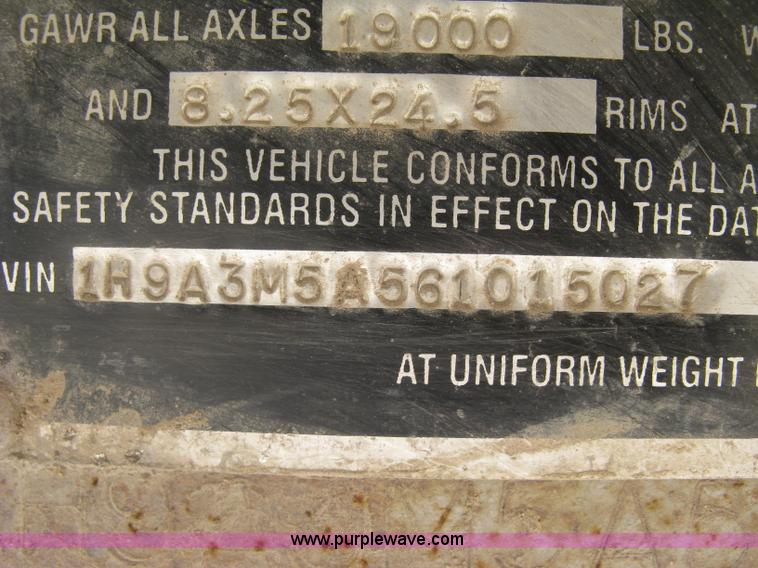 GAWR ALL AXLES 19000 LBS.
AND 8.25X24.5 RIMS AT
THIS VEHICLE CONFORMS TO ALL
SAFETY STANDARDS IN EFFECT ON THE DAT
VIN 1H9A3M5A561015027
AT UNIFORM WEIGHT
www.purplewave.com